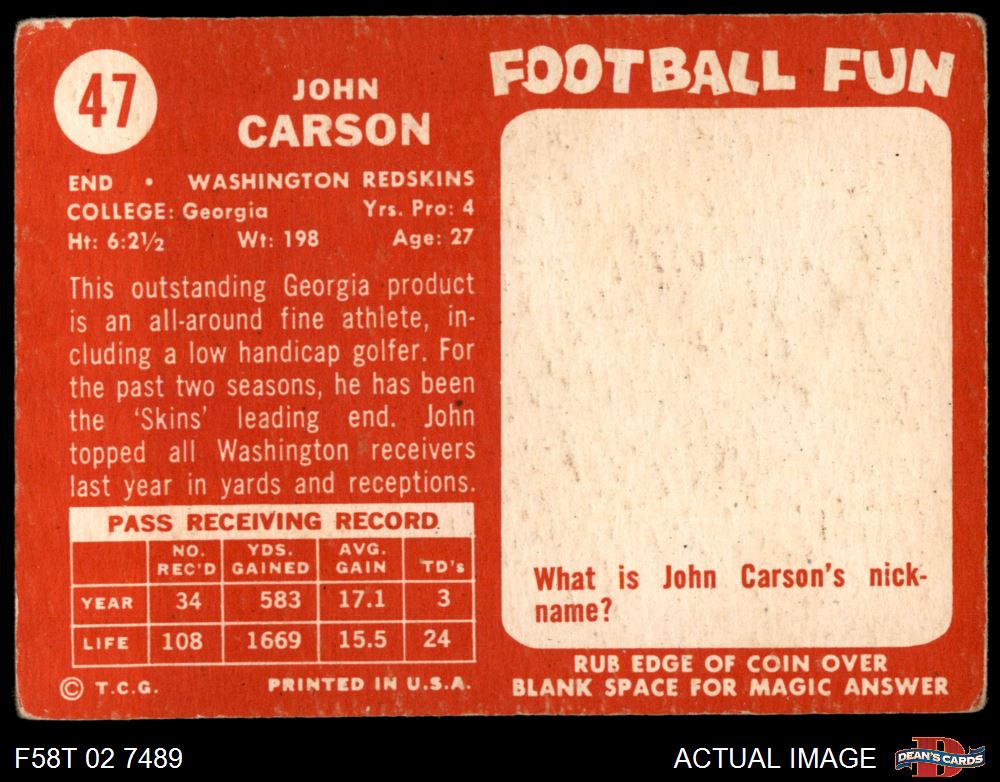 47
JOHN
CARSON
END • WASHINGTON REDSKINS
COLLEGE: Georgia Yrs. Pro: 4
Ht: 6:2½ Wt: 198 Age: 27
This outstanding Georgia product
is an all-around fine athlete, in-
cluding a low handicap golfer. For
the past two seasons, he has been
the 'Skins' leading end. John
topped all Washington receivers
last year in yards and receptions.
PASS RECEIVING RECORD
NO. REC'D YDS. GAINED AVG. GAIN TD's
YEAR 34 583 17.1 3
LIFE 108 1669 15.5 24
© T.C.G. PRINTED IN U.S.A.
FOOTBALL FUN
What is John Carson's nick-
name?
RUB EDGE OF COIN OVER
BLANK SPACE FOR MAGIC ANSWER
F58T 02 7489
ACTUAL IMAGE
D
DEAN'S CARDS